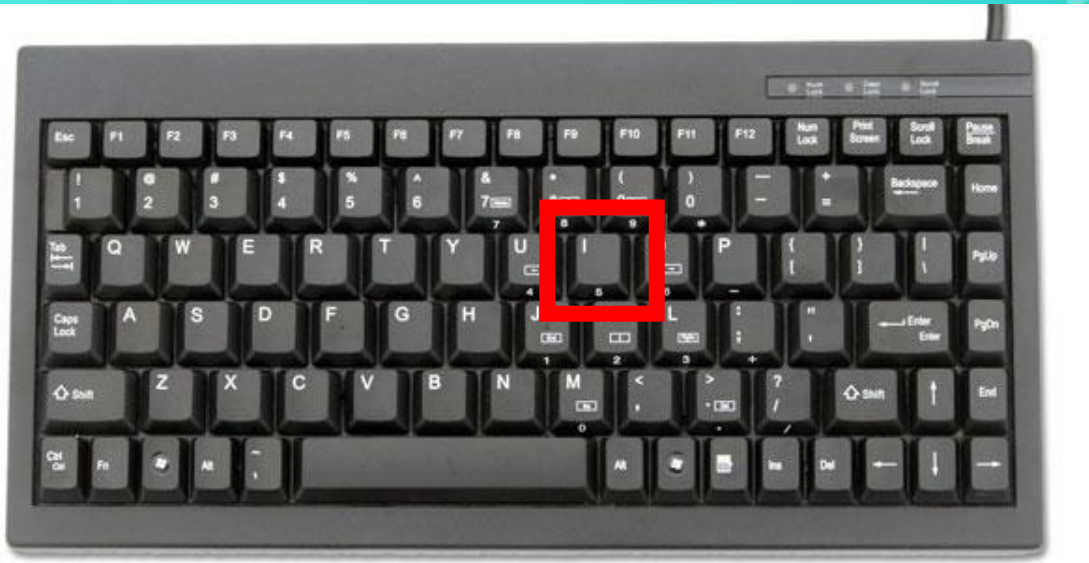 Num Lock Caps Lock Scroll Lock
Esc F1 F2 F3 F4 F5 F6 F7 F8 F9 F10 F11 F12 Num Lock Print Screen Scroll Lock Pause Break
! @ # $ % ^ & * ( ) — +
1 2 3 4 5 6 7 0 – = Backspace Home
7 8 9 *
Tab Q W E R T Y U I P { [ } ] | \ PgUp
4 5 6 –
Caps Lock A S D F G H J L : ; " ' Enter Enter PgDn
1 2 3 +
Shift Z X C V B N M < , > . ? / Shift ↑ End
0 . /
Ctrl Ctrl Fn Alt ~ Alt Ins Del ← ↓ →